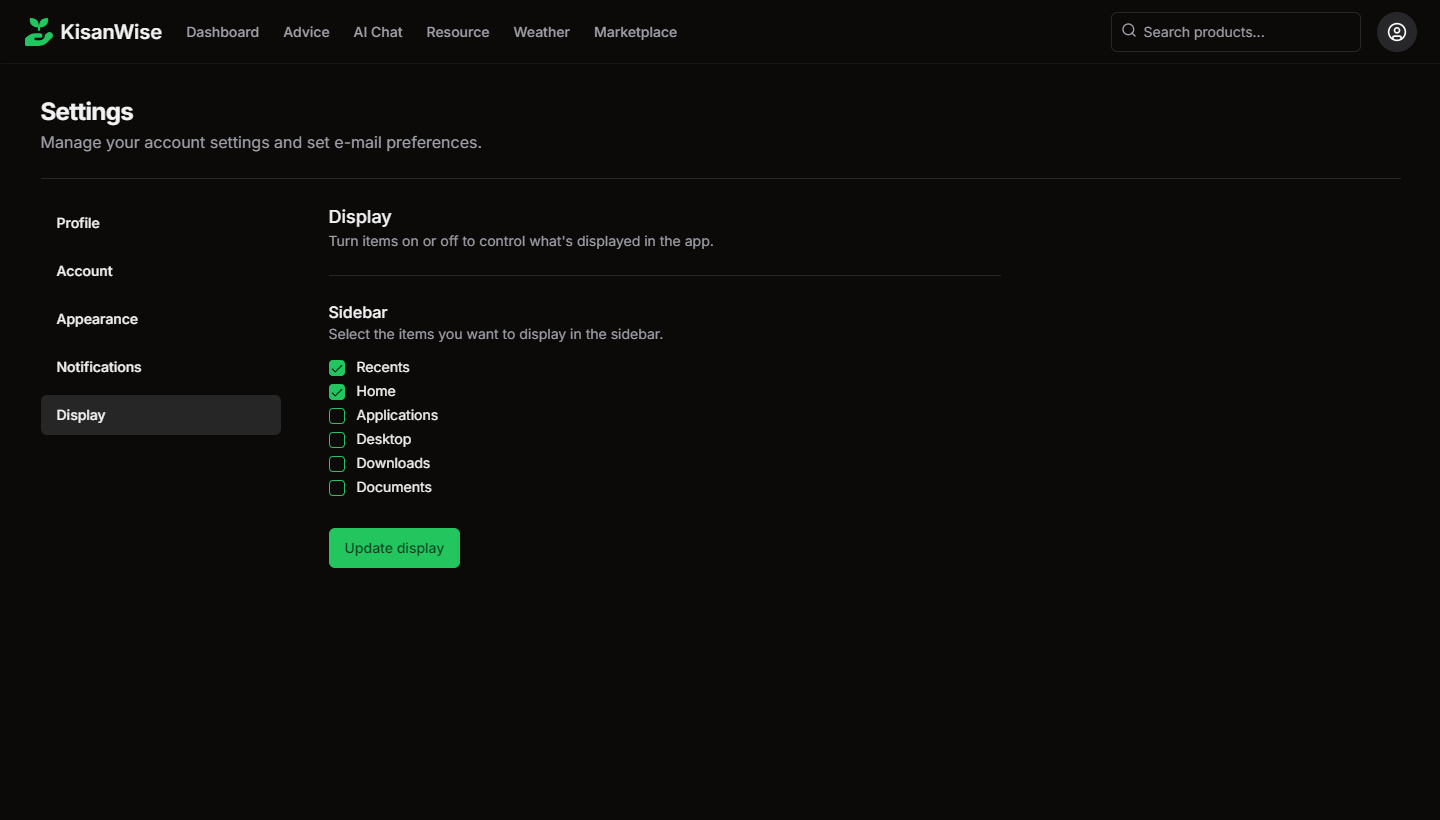 KisanWise Dashboard Advice AI Chat Resource Weather Marketplace Search products...
Settings
Manage your account settings and set e-mail preferences.
Profile
Account
Appearance
Notifications
Display
Display
Turn items on or off to control what's displayed in the app.
Sidebar
Select the items you want to display in the sidebar.
Recents
Home
Applications
Desktop
Downloads
Documents
Update display